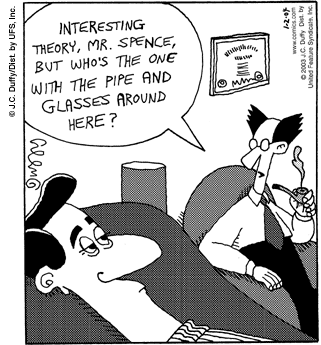 INTERESTING
THEORY, MR. SPENCE,
BUT WHO'S THE ONE
WITH THE PIPE AND
GLASSES AROUND
HERE?
© J.C. Duffy/Dist. by UFS, Inc.
1-2-03
www.comics.com
© 2003 J.C. Duffy Dist. by
United Feature Syndicate, Inc.